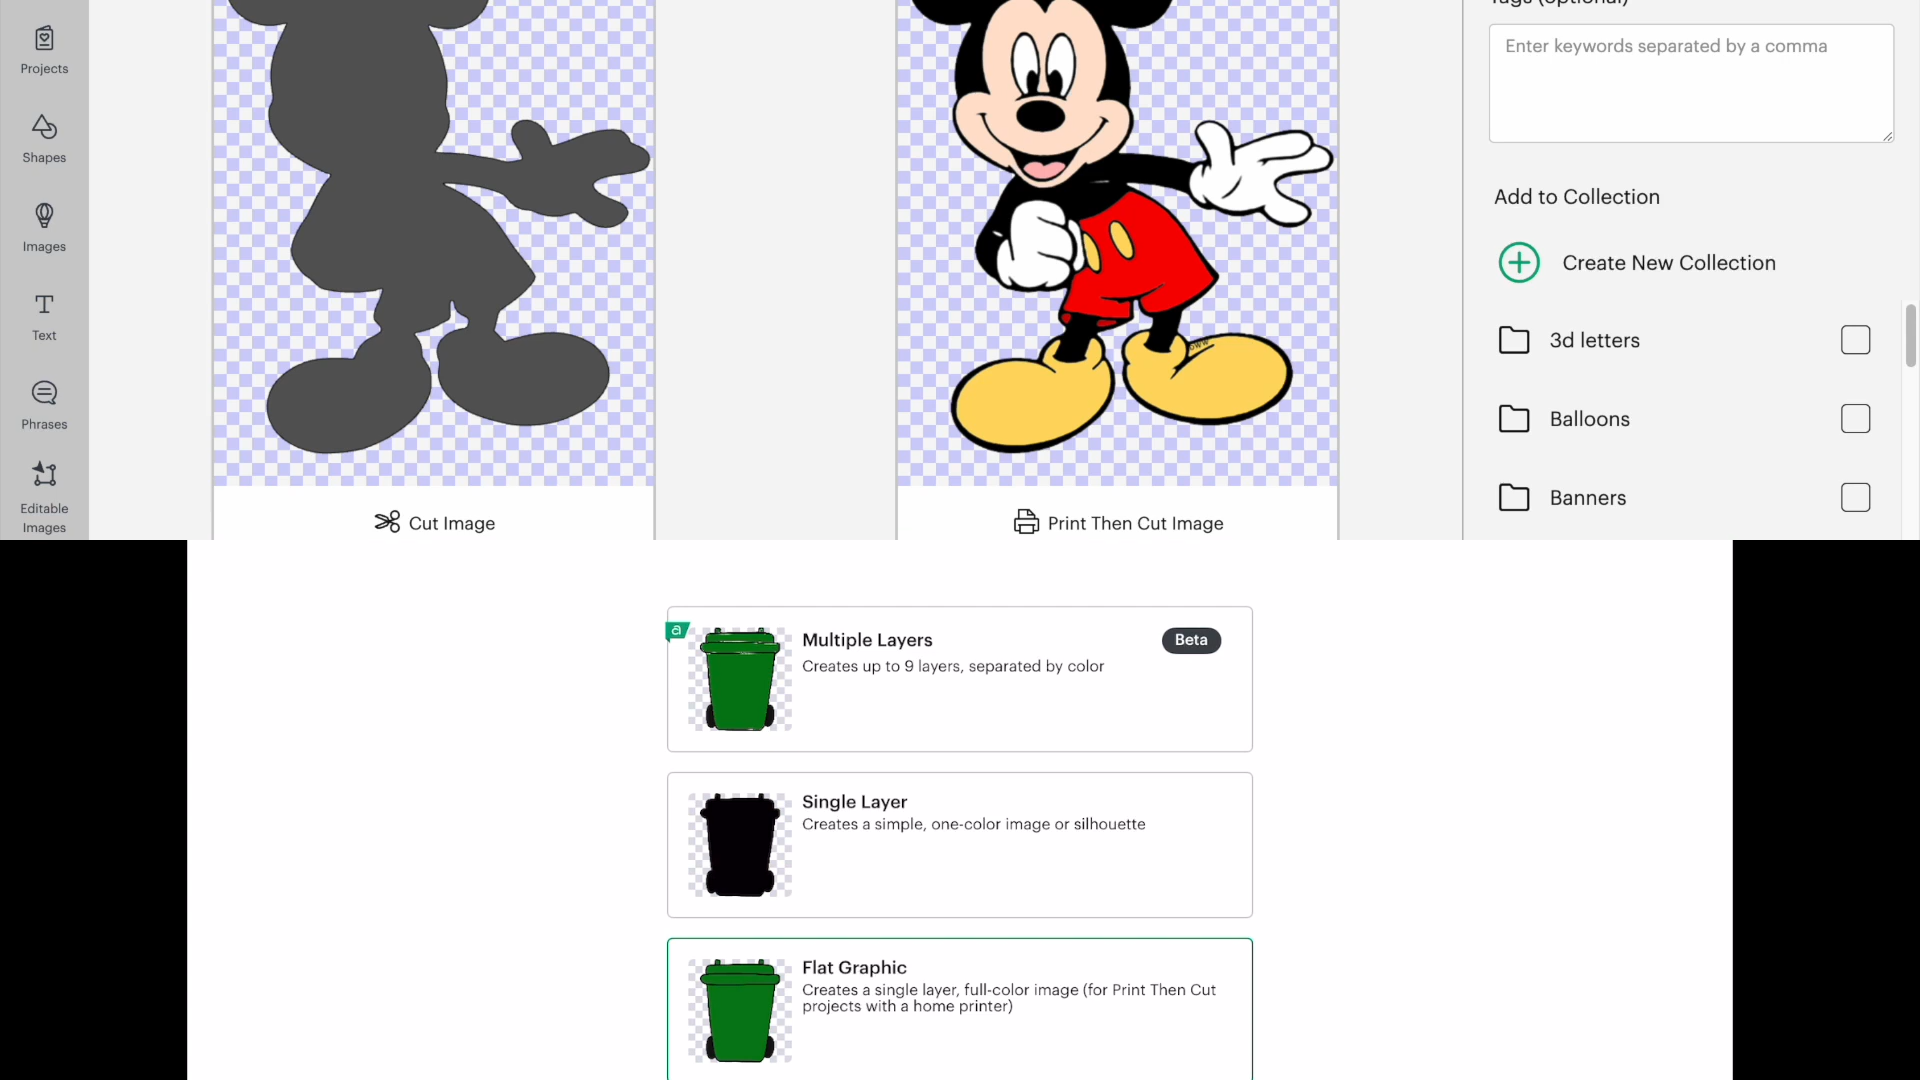 Projects
Shapes
Images
Text
Phrases
Editable
Images
Cut Image
Print Then Cut Image
Tags (optional)
Enter keywords separated by a comma
Add to Collection
Create New Collection
3d letters
Balloons
Banners
a
Multiple Layers
Beta
Creates up to 9 layers, separated by color
Single Layer
Creates a simple, one-color image or silhouette
Flat Graphic
Creates a single layer, full-color image (for Print Then Cut
projects with a home printer)